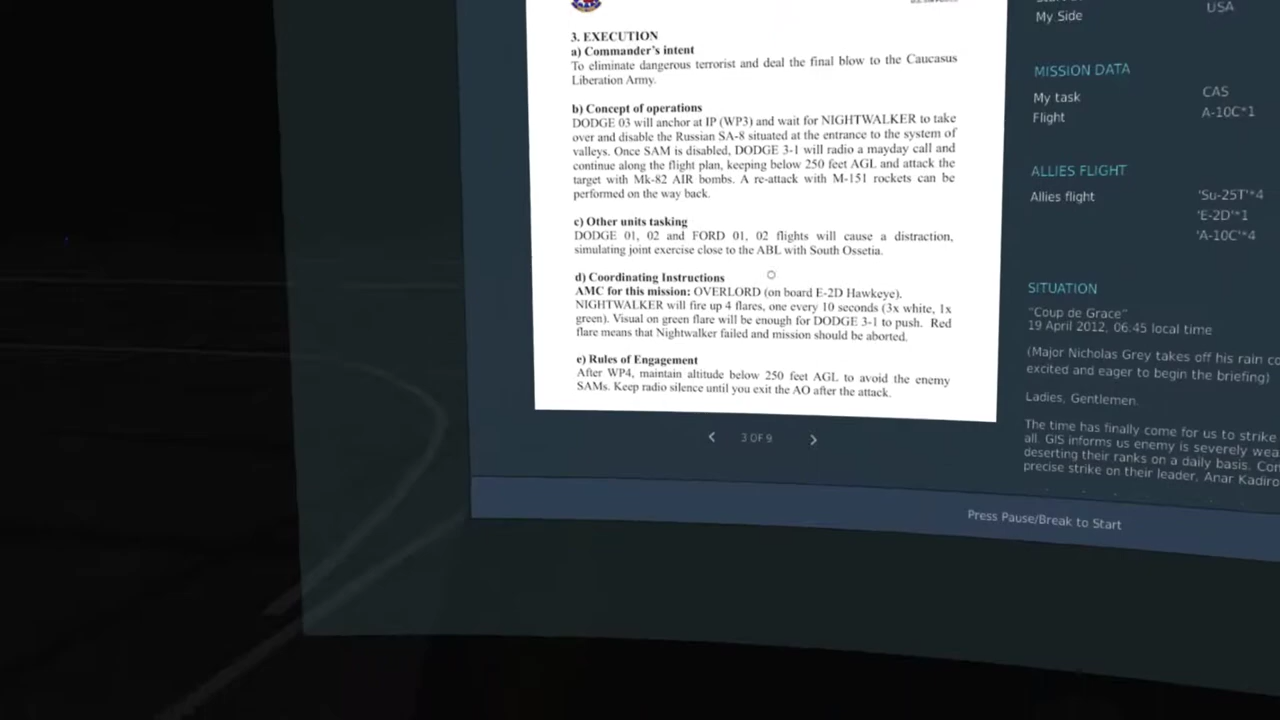 3. EXECUTION
a) Commander's intent
To eliminate dangerous terrorist and deal the final blow to the Caucasus
Liberation Army.
b) Concept of operations
DODGE 03 will anchor at IP (WP3) and wait for NIGHTWALKER to take
over and disable the Russian SA-8 situated at the entrance to the system of
valleys. Once SAM is disabled, DODGE 3-1 will radio a mayday call and
continue along the flight plan, keeping below 250 feet AGL and attack the
target with Mk-82 AIR bombs. A re-attack with M-151 rockets can be
performed on the way back.
c) Other units tasking
DODGE 01, 02 and FORD 01, 02 flights will cause a distraction,
simulating joint exercise close to the ABL with South Ossetia.
d) Coordinating Instructions
AMC for this mission: OVERLORD (on board E-2D Hawkeye).
NIGHTWALKER will fire up 4 flares, one every 10 seconds (3x white, 1x
green). Visual on green flare will be enough for DODGE 3-1 to push. Red
flare means that Nightwalker failed and mission should be aborted.
e) Rules of Engagement
After WP4, maintain altitude below 250 feet AGL to avoid the enemy
SAMs. Keep radio silence until you exit the AO after the attack.
3 OF 9
My Side USA
MISSION DATA
My task CAS
Flight A-10C*1
ALLIES FLIGHT
Allies flight 'Su-25T'*4
'E-2D'*1
'A-10C'*4
SITUATION
"Coup de Grace"
19 April 2012, 06:45 local time
(Major Nicholas Grey takes off his rain co
excited and eager to begin the briefing)
Ladies, Gentlemen.
The time has finally come for us to strike
all. GIS informs us enemy is severely wea
deserting their ranks on a daily basis. Con
precise strike on their leader, Anar Kadiro
Press Pause/Break to Start